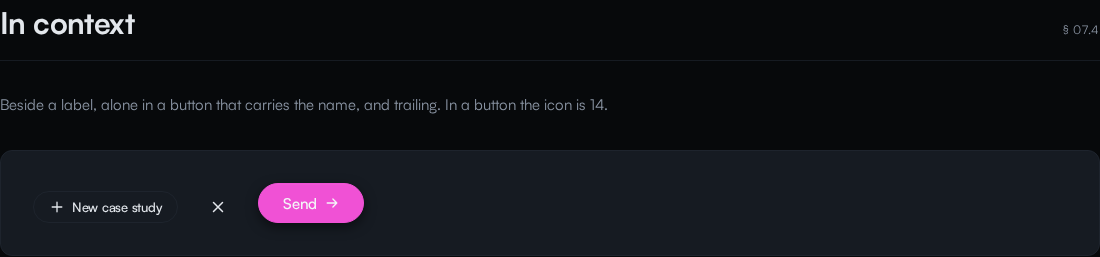 In context
§ 07.4
Beside a label, alone in a button that carries the name, and trailing. In a button the icon is 14.
New case study
Send